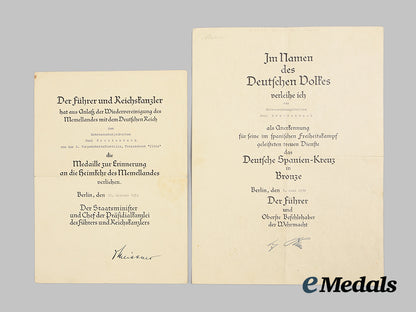 Der Führer und Reichskanzler
hat aus Anlaß der Wiedervereinigung des
Memellandes mit dem Deutschen Reich
dem
die
Medaille zur Erinnerung
an die Heimkehr des Memellandes
verliehen.
Berlin, den
Der Staatsminister
und Chef der Präsidialkanzlei
des Führers und Reichskanzlers
Meissner
Im Namen
des
Deutschen Volkes
verleihe ich
dem
als Anerkennung
für seine im spanischen Freiheitskampf
geleisteten treuen Dienste
das
Deutsche Spanien-Kreuz
in
Bronze
Berlin, den
Der Führer
und
Oberste Befehlshaber
der Wehrmacht
eMedals